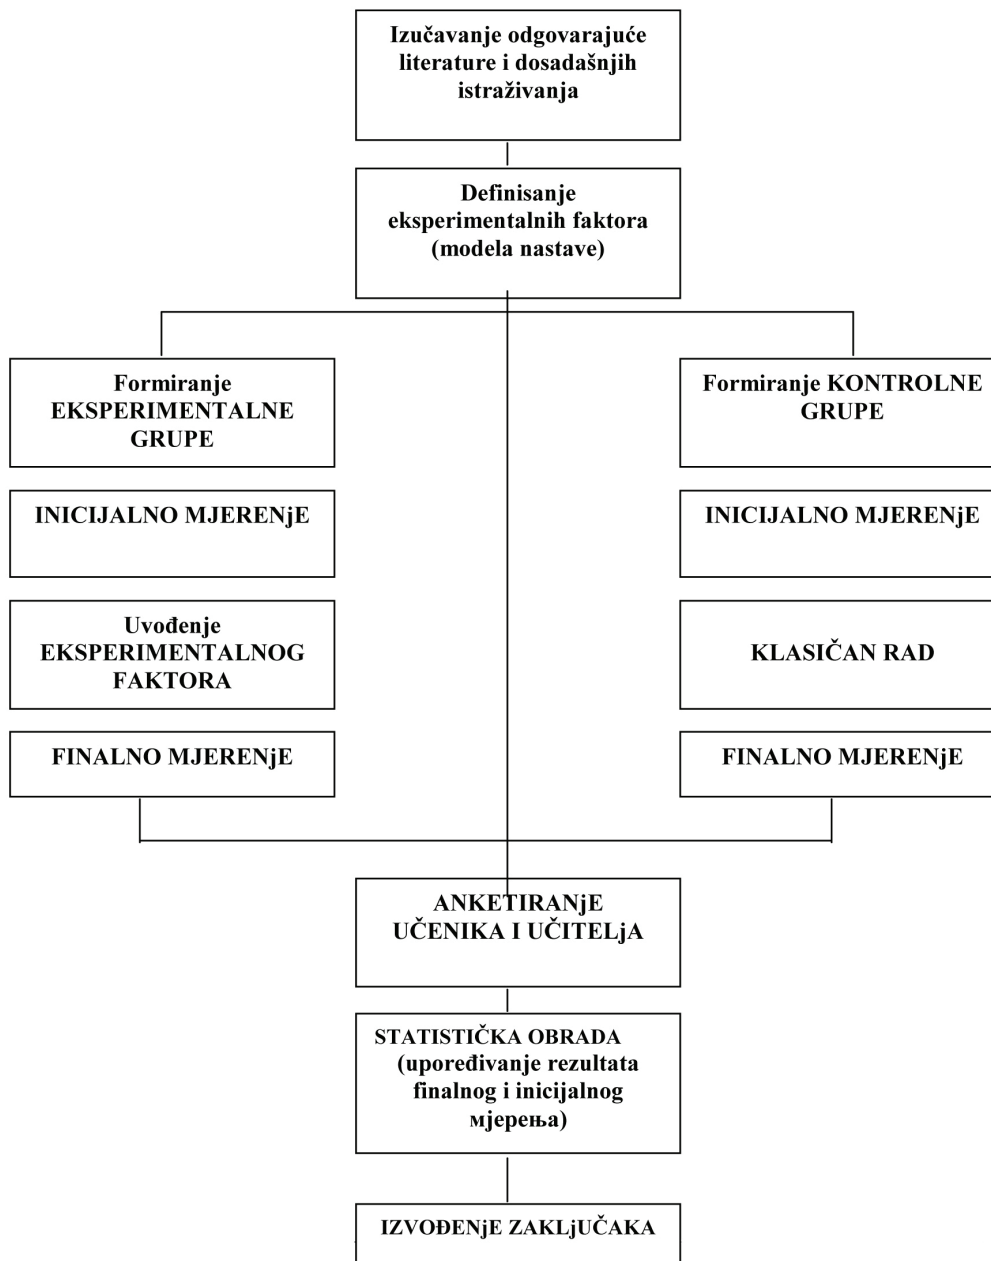 Izučavanje odgovarajuće
literature i dosadašnjih
istraživanja
Definisanje
eksperimentalnih faktora
(modela nastave)
Formiranje
EKSPERIMENTALNE
GRUPE
Formiranje KONTROLNE
GRUPE
INICIJALNO MJERENjE
INICIJALNO MJERENjE
Uvođenje
EKSPERIMENTALNOG
FAKTORA
KLASIČAN RAD
FINALNO MJERENjE
FINALNO MJERENjE
ANKETIRANjE
UČENIKA I UČITELjA
STATISTIČKA OBRADA
(upoređivanje rezultata
finalnog i inicijalnog
мјерења)
IZVOĐENjE ZAKLjUČAKA